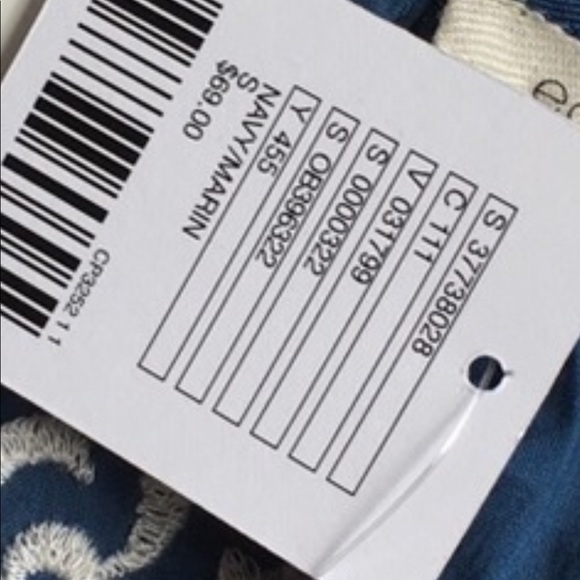 S 37738028
C 111
V 031799
S 0000322
S OB396322
Y 455
NAVY/MARIN
S
$69.00
CP3252 1 1
e